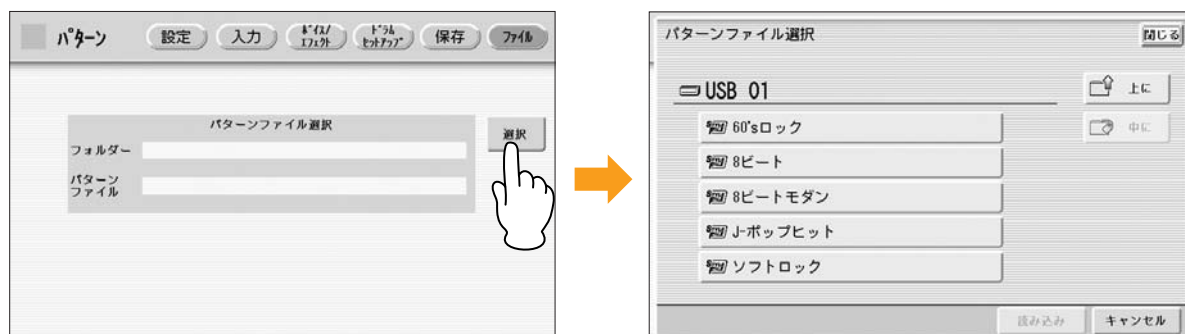 パターン
設定
入力
ボイス/
エフェクト
ドラム
セットアップ
保存
ファイル
パターンファイル選択
フォルダー
パターン
ファイル
選択
パターンファイル選択
閉じる
USB 01
上に
中に
60'sロック
8ビート
8ビートモダン
J-ポップヒット
ソフトロック
読み込み
キャンセル